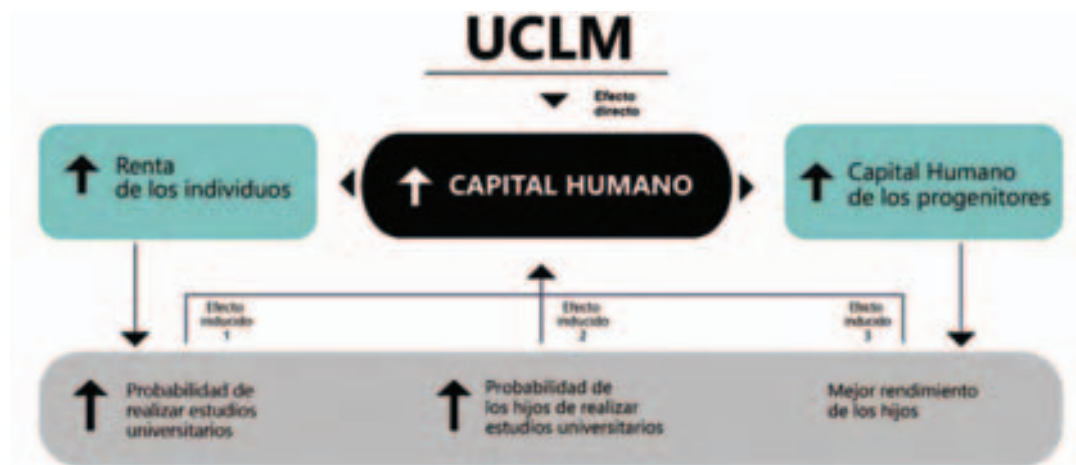 UCLM
Efecto
directo
Renta
de los individuos
CAPITAL HUMANO
Capital Humano
de los progenitores
Efecto
inducido
1
Efecto
inducido
2
Efecto
inducido
3
Probabilidad de
realizar estudios
universitarios
Probabilidad de
los hijos de realizar
estudios universitarios
Mejor rendimiento
de los hijos